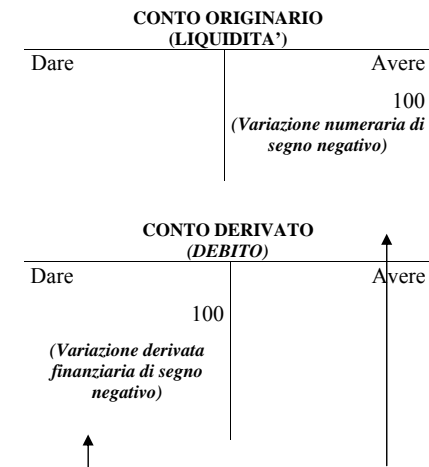 CONTO ORIGINARIO
(LIQUIDITA’)
Dare Avere
100
(Variazione numeraria di
segno negativo)
CONTO DERIVATO
(DEBITO)
Dare Avere
100
(Variazione derivata
finanziaria di segno
negativo)